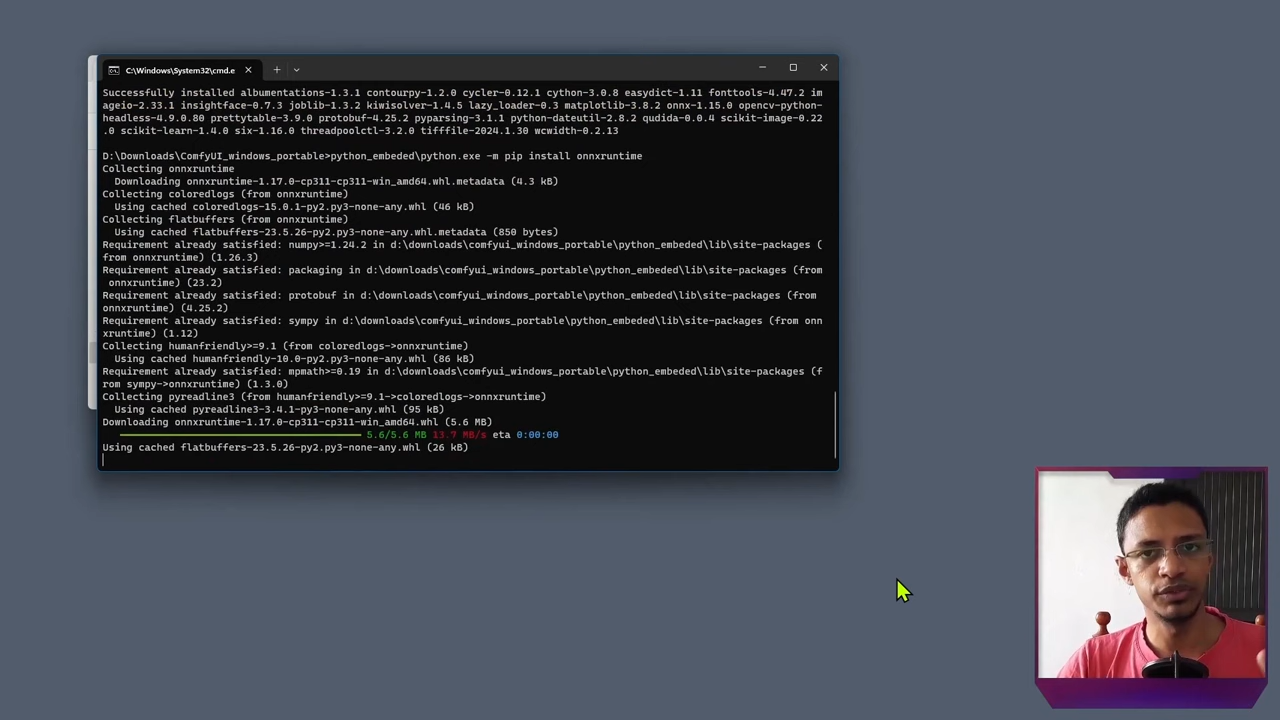 C:\Windows\System32\cmd.e
Successfully installed albumentations-1.3.1 contourpy-1.2.0 cycler-0.12.1 cython-3.0.8 easydict-1.11 fonttools-4.47.2 im
ageio-2.33.1 insightface-0.7.3 joblib-1.3.2 kiwisolver-1.4.5 lazy_loader-0.3 matplotlib-3.8.2 onnx-1.15.0 opencv-python-
headless-4.9.0.80 prettytable-3.9.0 protobuf-4.25.2 pyparsing-3.1.1 python-dateutil-2.8.2 qudida-0.0.4 scikit-image-0.22
.0 scikit-learn-1.4.0 six-1.16.0 threadpoolctl-3.2.0 tifffile-2024.1.30 wcwidth-0.2.13
D:\Downloads\ComfyUI_windows_portable>python_embeded\python.exe -m pip install onnxruntime
Collecting onnxruntime
Downloading onnxruntime-1.17.0-cp311-cp311-win_amd64.whl.metadata (4.3 kB)
Collecting coloredlogs (from onnxruntime)
Using cached coloredlogs-15.0.1-py2.py3-none-any.whl (46 kB)
Collecting flatbuffers (from onnxruntime)
Using cached flatbuffers-23.5.26-py2.py3-none-any.whl.metadata (850 bytes)
Requirement already satisfied: numpy>=1.24.2 in d:\downloads\comfyui_windows_portable\python_embeded\lib\site-packages (
from onnxruntime) (1.26.3)
Requirement already satisfied: packaging in d:\downloads\comfyui_windows_portable\python_embeded\lib\site-packages (from
onnxruntime) (23.2)
Requirement already satisfied: protobuf in d:\downloads\comfyui_windows_portable\python_embeded\lib\site-packages (from
onnxruntime) (4.25.2)
Requirement already satisfied: sympy in d:\downloads\comfyui_windows_portable\python_embeded\lib\site-packages (from onn
xruntime) (1.12)
Collecting humanfriendly>=9.1 (from coloredlogs->onnxruntime)
Using cached humanfriendly-10.0-py2.py3-none-any.whl (86 kB)
Requirement already satisfied: mpmath>=0.19 in d:\downloads\comfyui_windows_portable\python_embeded\lib\site-packages (f
rom sympy->onnxruntime) (1.3.0)
Collecting pyreadline3 (from humanfriendly>=9.1->coloredlogs->onnxruntime)
Using cached pyreadline3-3.4.1-py3-none-any.whl (95 kB)
Downloading onnxruntime-1.17.0-cp311-cp311-win_amd64.whl (5.6 MB)
5.6/5.6 MB 13.7 MB/s eta 0:00:00
Using cached flatbuffers-23.5.26-py2.py3-none-any.whl (26 kB)